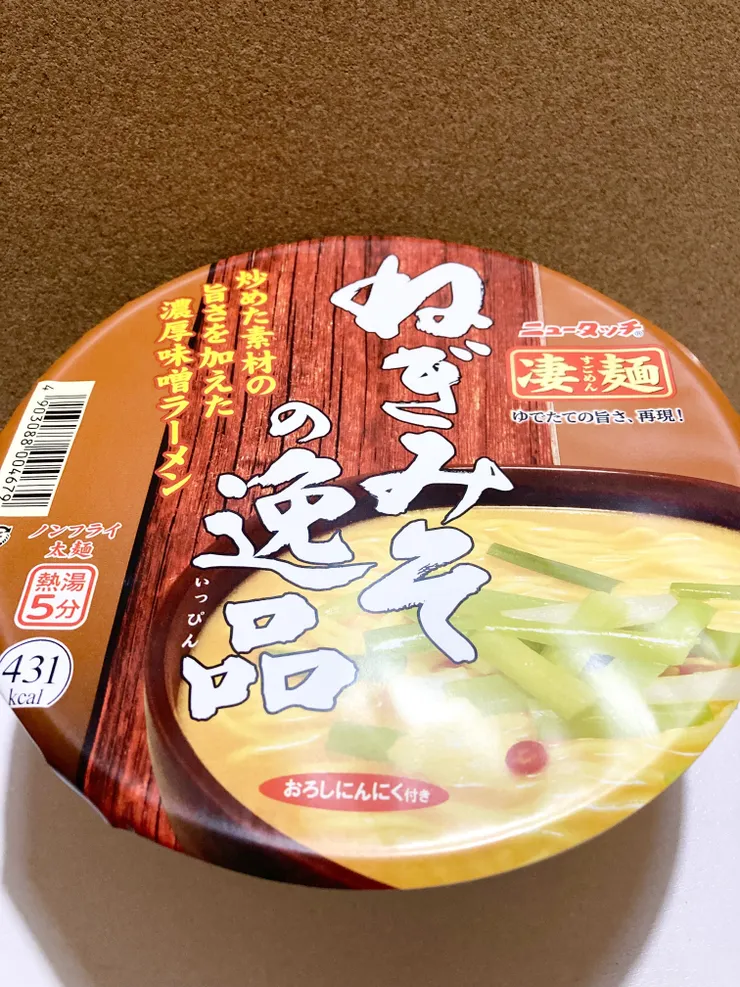 ねぎみそ
の逸品
いっぴん
炒めた素材の
旨さを加えた
濃厚味噌ラーメン
ニュータッチ®
凄麺
すごめん
ゆでたての旨さ、再現!
4903088004679
ノンフライ
太麺
熱湯
5分
431
kcal
おろしにんにく付き